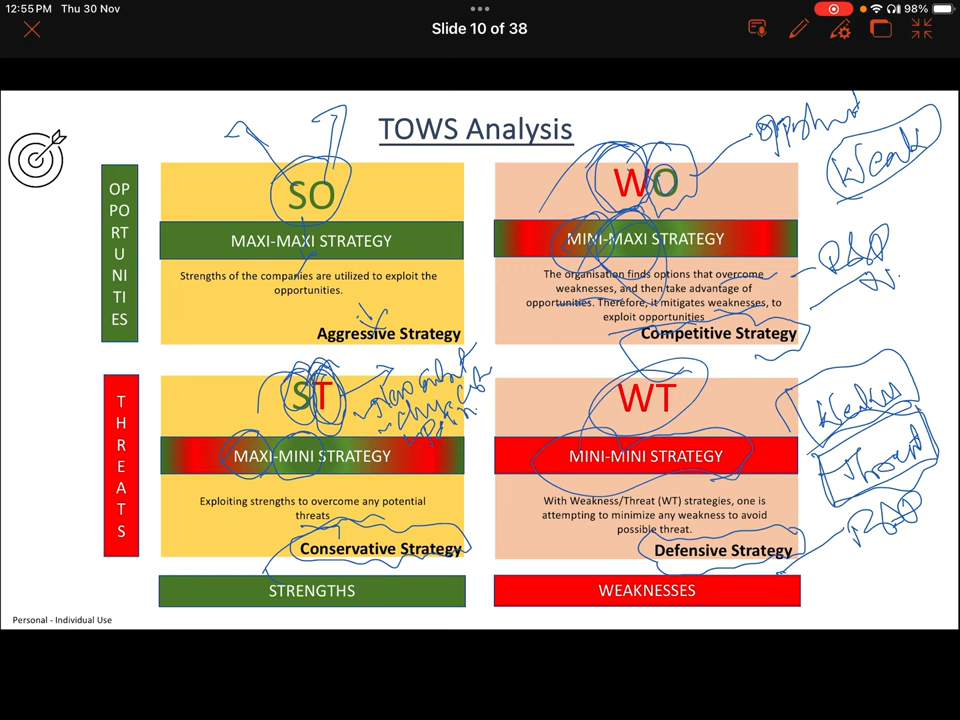 12:55 PM Thu 30 Nov
98%
Slide 10 of 38
TOWS Analysis
OP
PO
RT
U
NI
TI
ES
SO
MAXI-MAXI STRATEGY
Strengths of the companies are utilized to exploit the
opportunities.
Aggressive Strategy
WO
MINI-MAXI STRATEGY
The organisation finds options that overcome
weaknesses, and then take advantage of
opportunities. Therefore, it mitigates weaknesses, to
exploit opportunities
Competitive Strategy
Weak
T
H
R
E
A
T
S
ST
MAXI-MINI STRATEGY
Exploiting strengths to overcome any potential
threats
Conservative Strategy
WT
MINI-MINI STRATEGY
With Weakness/Threat (WT) strategies, one is
attempting to minimize any weakness to avoid
possible threat.
Defensive Strategy
Threat
STRENGTHS
WEAKNESSES
Personal - Individual Use